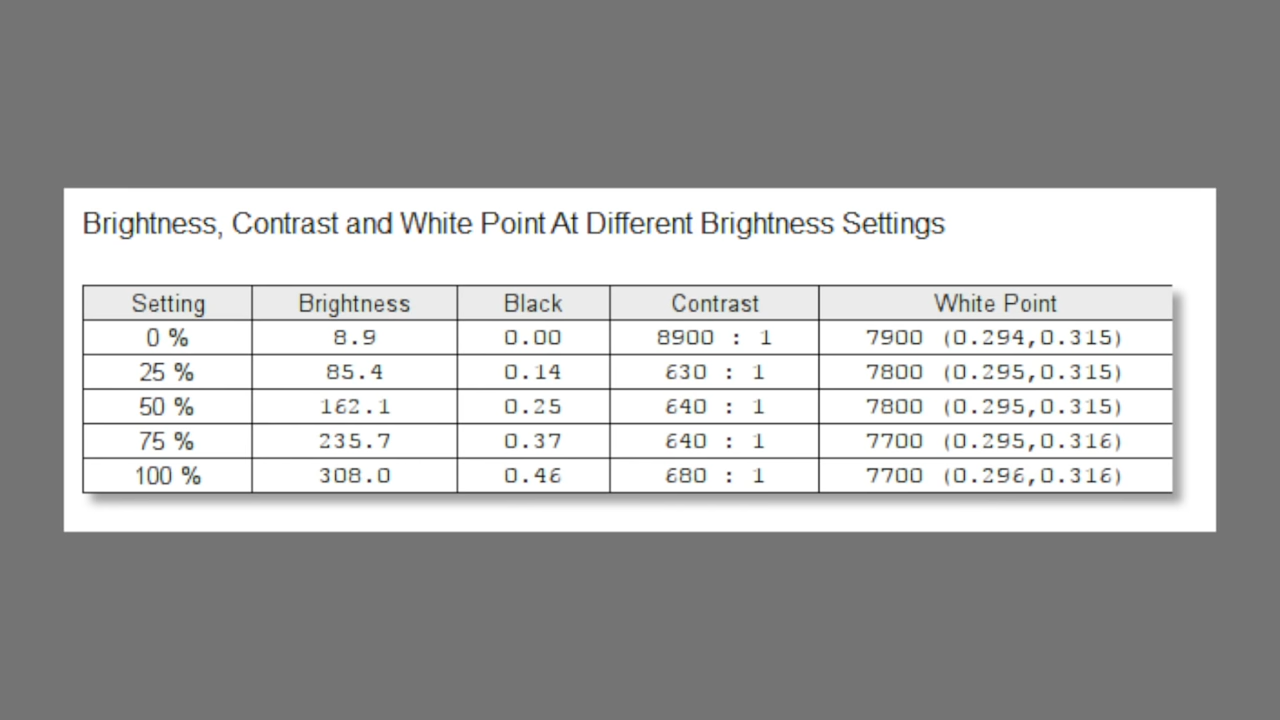 Brightness, Contrast and White Point At Different Brightness Settings
Setting Brightness Black Contrast White Point
0 % 8.9 0.00 8900 : 1 7900 (0.294,0.315)
25 % 85.4 0.14 630 : 1 7800 (0.295,0.315)
50 % 162.1 0.25 640 : 1 7800 (0.295,0.315)
75 % 235.7 0.37 640 : 1 7700 (0.295,0.316)
100 % 308.0 0.46 680 : 1 7700 (0.296,0.316)